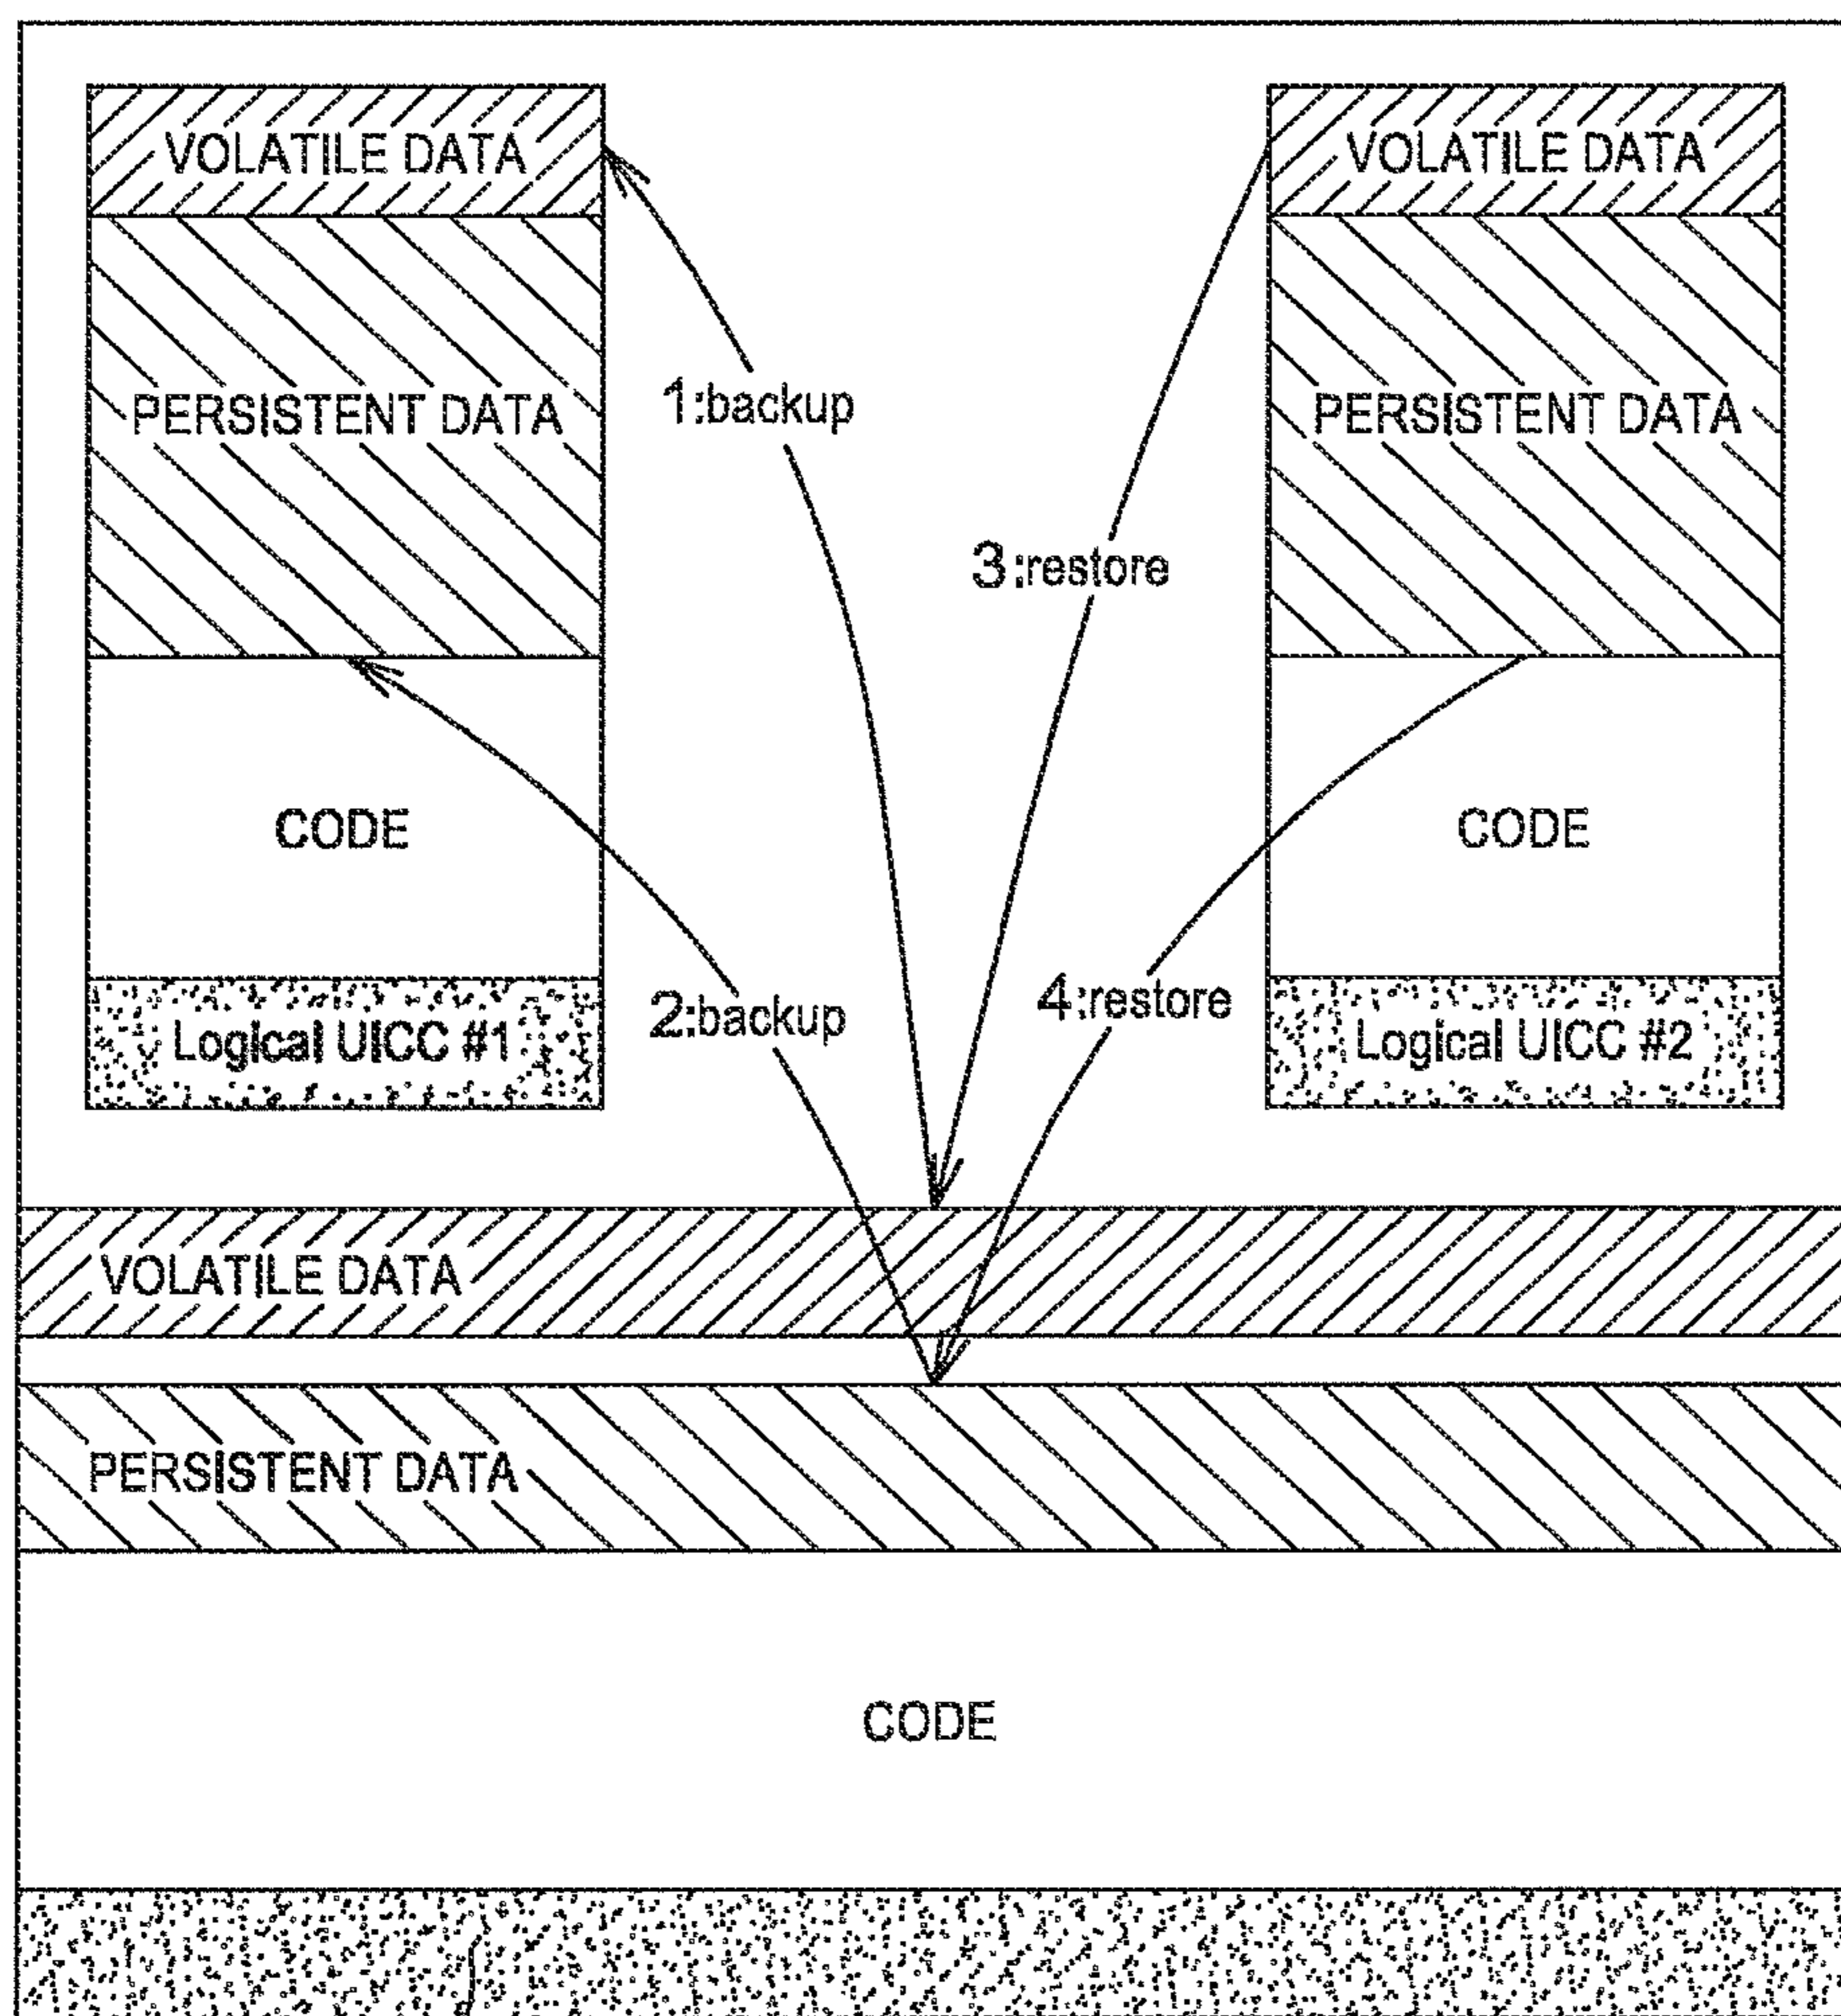 VOLATILE DATA
VOLATILE DATA
PERSISTENT DATA
1:backup
PERSISTENT DATA
3:restore
CODE
CODE
2:backup
4:restore
Logical UICC #1
Logical UICC #2
VOLATILE DATA
PERSISTENT DATA
CODE